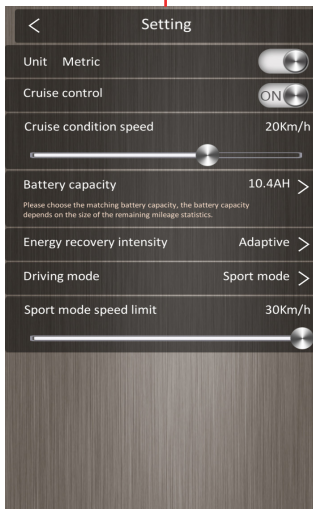 Setting
Unit Metric
Cruise control ON
Cruise condition speed 20Km/h
Battery capacity 10.4AH
Please choose the matching battery capacity, the battery capacity
depends on the size of the remaining mileage statistics.
Energy recovery intensity Adaptive
Driving mode Sport mode
Sport mode speed limit 30Km/h